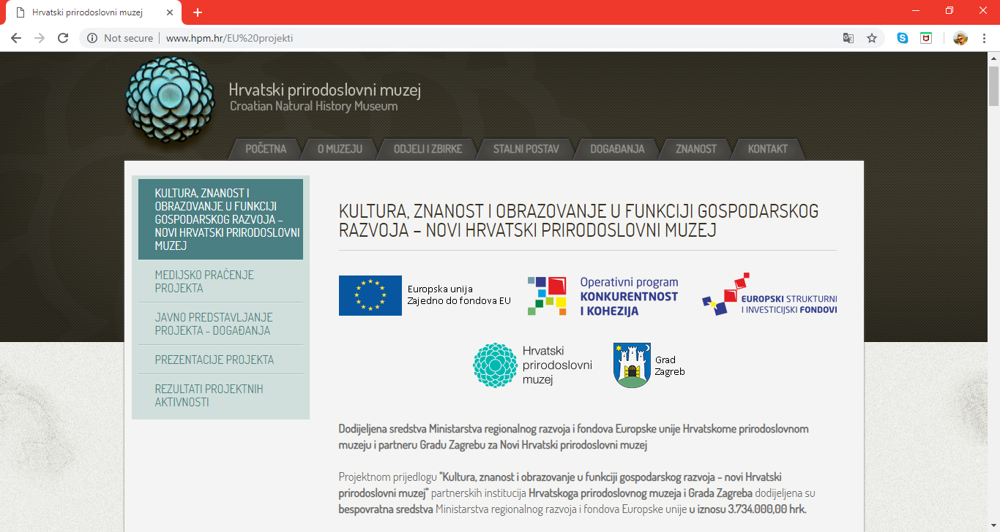 Hrvatski prirodoslovni muzej
Not secure
www.hpm.hr/EU%20projekti
Hrvatski prirodoslovni muzej
Croatian Natural History Museum
POČETNA
O MUZEJU
ODJELI I ZBIRKE
STALNI POSTAV
DOGAĐANJA
ZNANOST
KONTAKT
KULTURA, ZNANOST I
OBRAZOVANJE U FUNKCIJI
GOSPODARSKOG RAZVOJA –
NOVI HRVATSKI PRIRODOSLOVNI
MUZEJ
MEDIJSKO PRAĆENJE
PROJEKTA
JAVNO PREDSTAVLJANJE
PROJEKTA - DOGAĐANJA
PREZENTACIJE PROJEKTA
REZULTATI PROJEKTNIH
AKTIVNOSTI
KULTURA, ZNANOST I OBRAZOVANJE U FUNKCIJI GOSPODARSKOG
RAZVOJA – NOVI HRVATSKI PRIRODOSLOVNI MUZEJ
Europska unija
Zajedno do fondova EU
Operativni program
KONKURENTNOST
I KOHEZIJA
EUROPSKI STRUKTURNI
I INVESTICIJSKI FONDOVI
Hrvatski
prirodoslovni
muzej
Grad
Zagreb
Dodijeljena sredstva Ministarstva regionalnog razvoja i fondova Europske unije Hrvatskome prirodoslovnom
muzeju i partneru Gradu Zagrebu za Novi Hrvatski prirodoslovni muzej
Projektnom prijedlogu "Kultura, znanost i obrazovanje u funkciji gospodarskog razvoja - novi Hrvatski
prirodoslovni muzej" partnerskih institucija Hrvatskoga prirodoslovnog muzeja i Grada Zagreba dodijeljena su
bespovratna sredstva Ministarstva regionalnog razvoja i fondova Europske unije u iznosu 3.734.000,00 hrk.